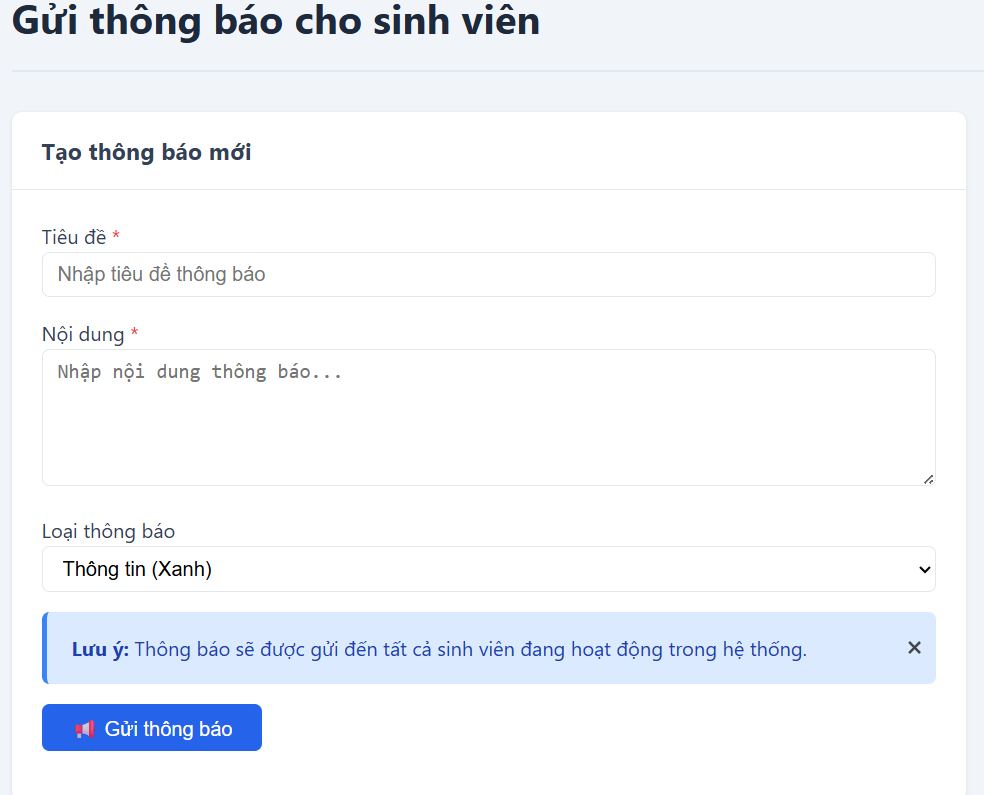 Gửi thông báo cho sinh viên
Tạo thông báo mới
Tiêu đề *
Nhập tiêu đề thông báo
Nội dung *
Nhập nội dung thông báo...
Loại thông báo
Thông tin (Xanh)
Lưu ý: Thông báo sẽ được gửi đến tất cả sinh viên đang hoạt động trong hệ thống.
Gửi thông báo